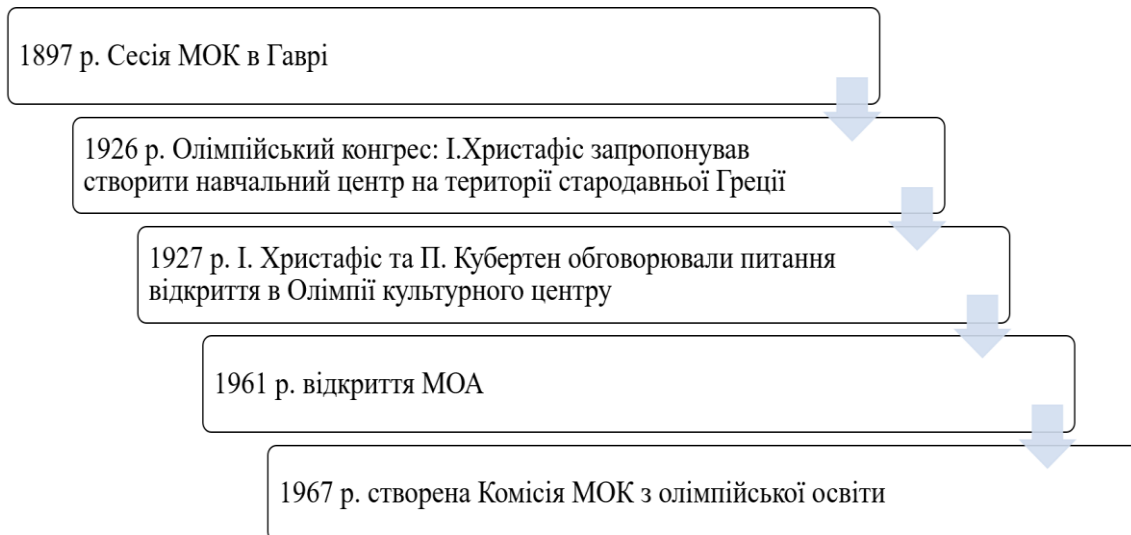 1897 р. Сесія МОК в Гаврі
1926 р. Олімпійський конгрес: І.Христафіс запропонував
створити навчальний центр на території стародавньої Греції
1927 р. І. Христафіс та П. Кубертен обговорювали питання
відкриття в Олімпії культурного центру
1961 р. відкриття МОА
1967 р. створена Комісія МОК з олімпійської освіти